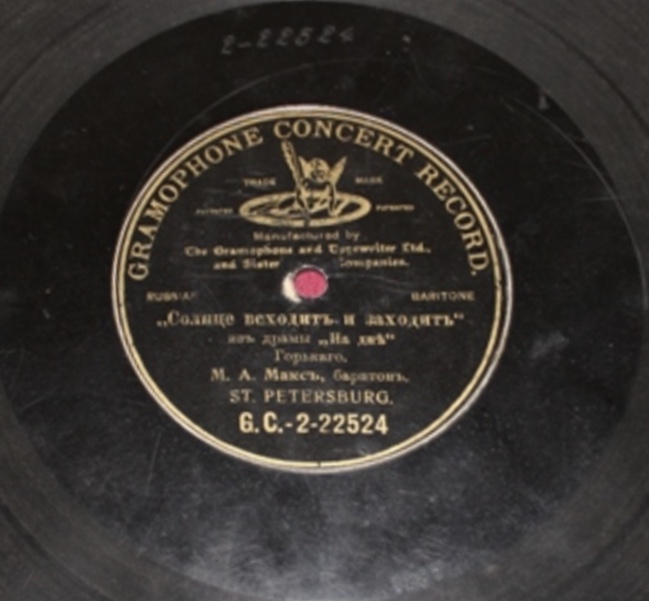 2-22524
GRAMOPHONE CONCERT RECORD.
TRADE MARK
PATENTED PATENTED
Manufactured by
The Gramophone and Typewriter Ltd.,
and Sister Companies.
RUSSIAN BARITONE
„Солнце всходитъ и заходитъ“
изъ драмы „На днѣ“
Горькаго.
М. А. Максъ, баритонъ.
ST. PETERSBURG.
G.C.-2-22524